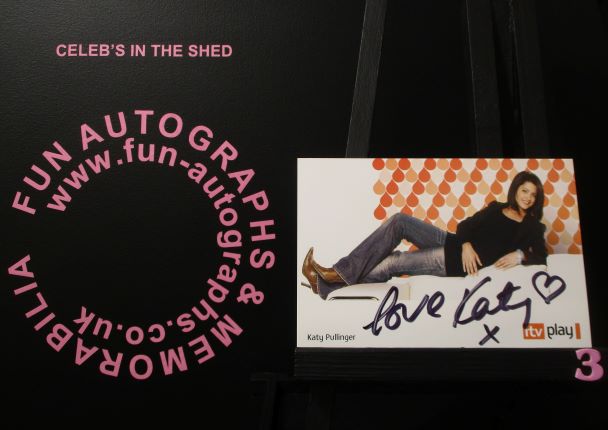 CELEB'S IN THE SHED
FUN AUTOGRAPHS & MEMORABILIA
www.fun-autographs.co.uk
love Katy
x
Katy Pullinger
itv play
3